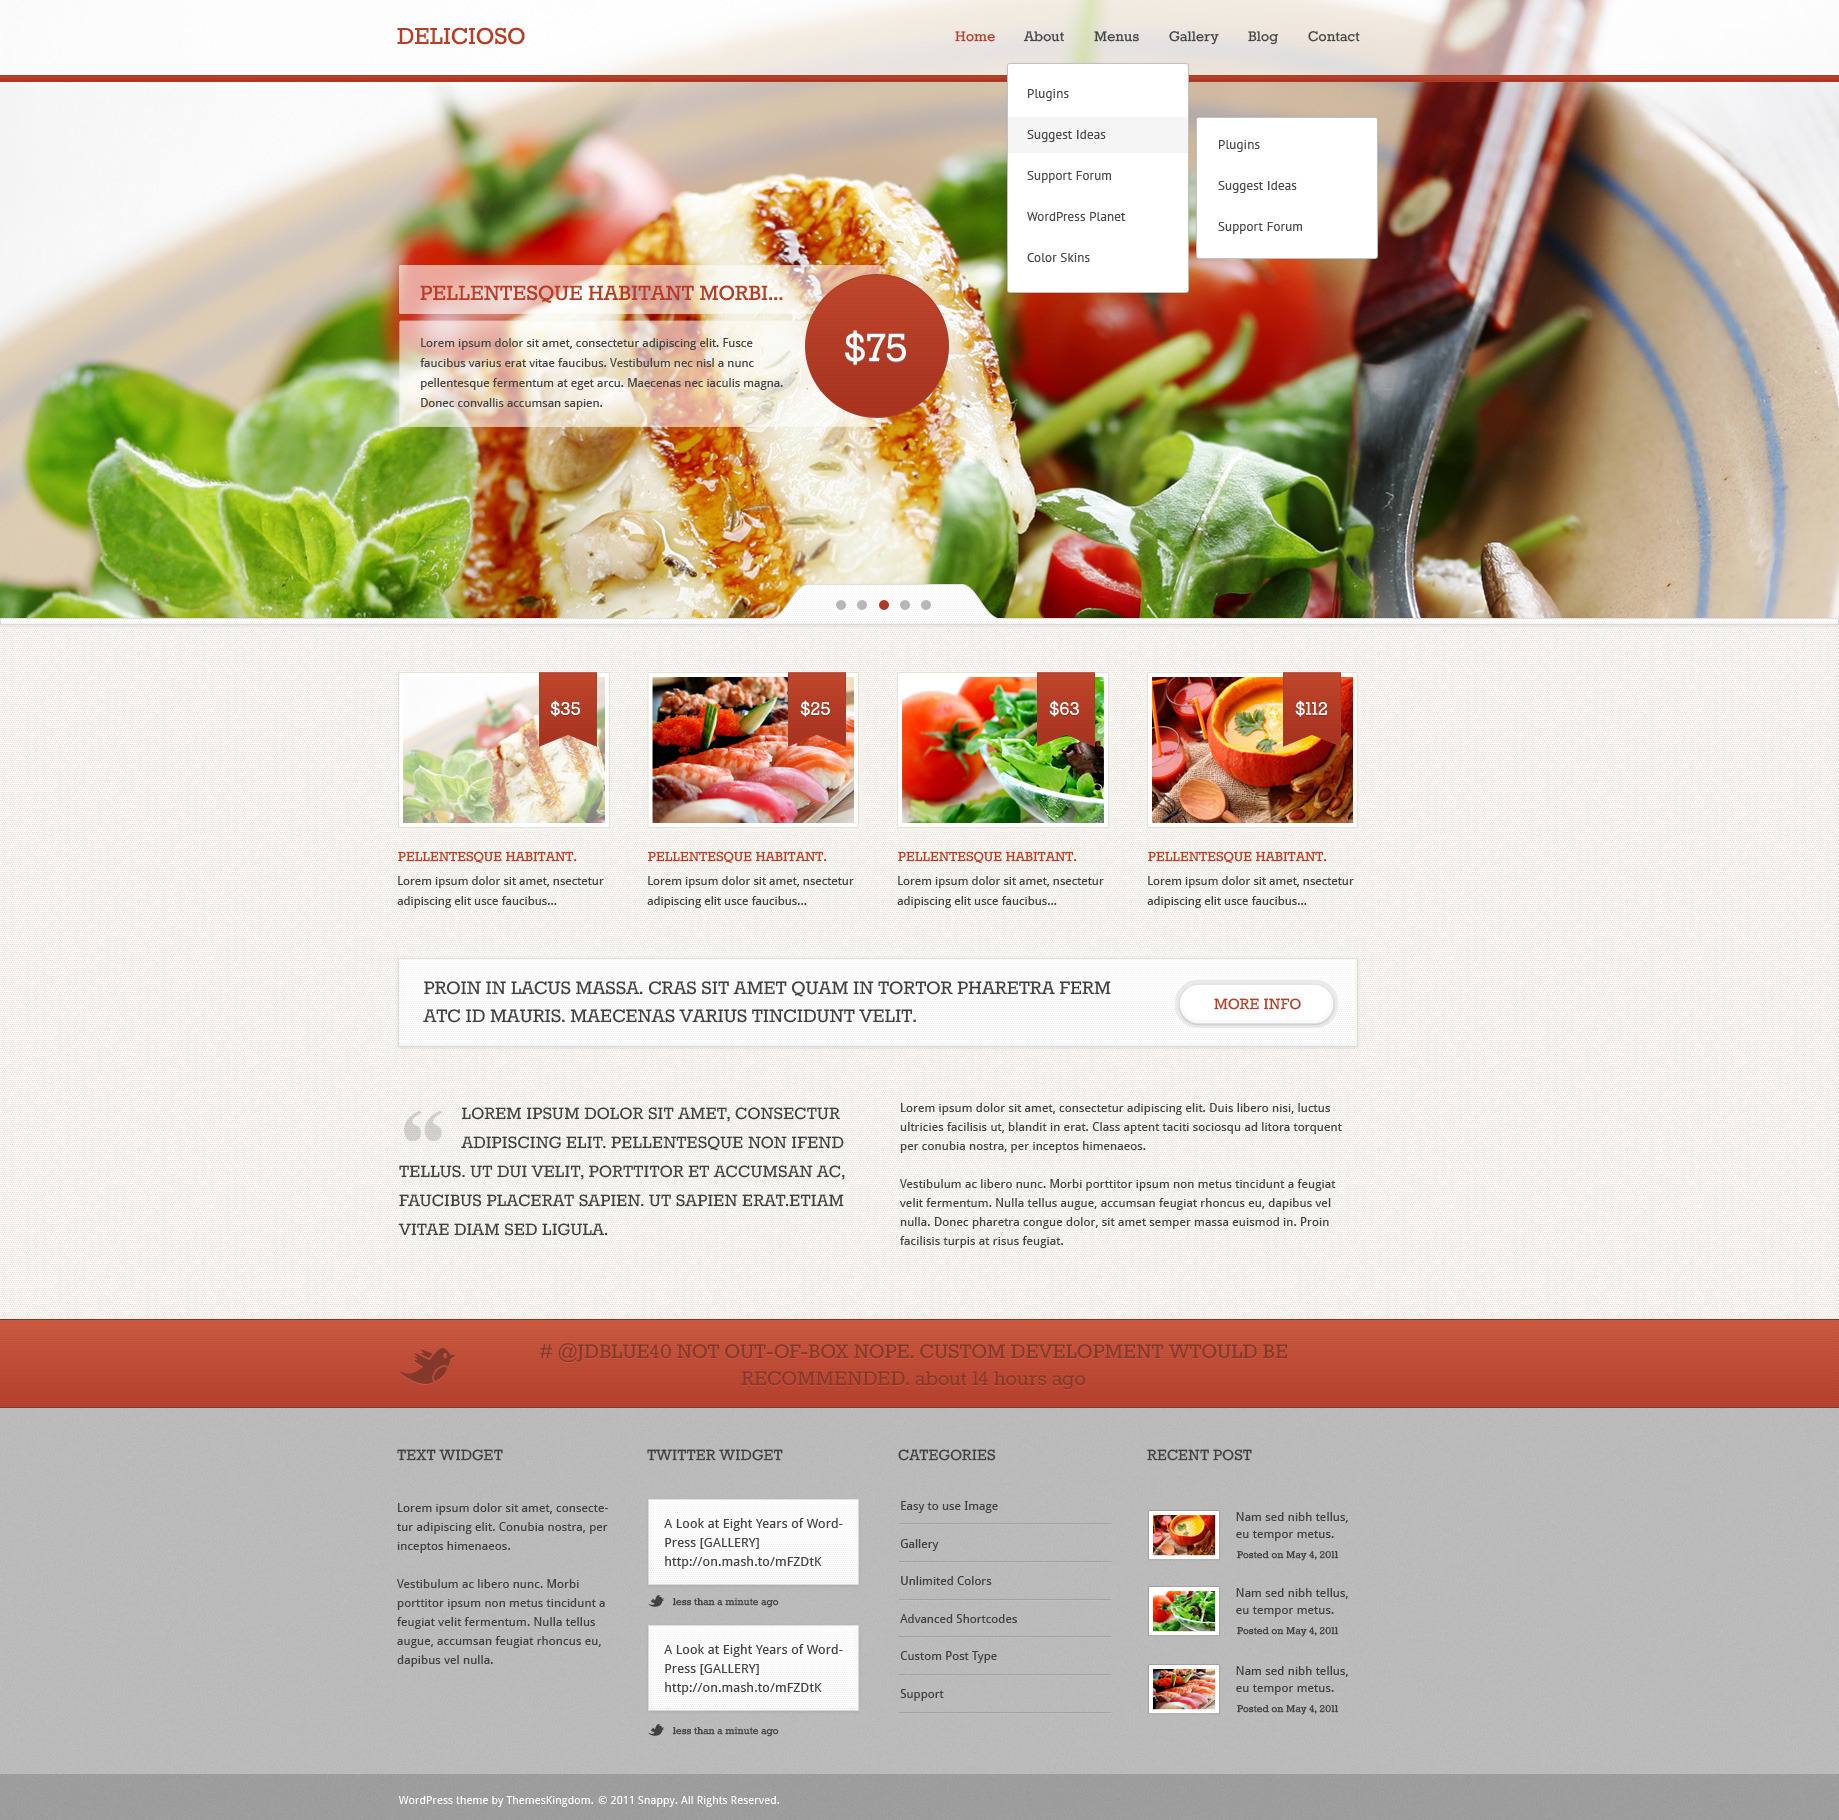 DELICIOSO
Home About Menus Gallery Blog Contact
Plugins
Suggest Ideas
Support Forum
WordPress Planet
Color Skins
Plugins
Suggest Ideas
Support Forum
PELLENTESQUE HABITANT MORBI...
Lorem ipsum dolor sit amet, consectetur adipiscing elit. Fusce
faucibus varius erat vitae faucibus. Vestibulum nec nisl a nunc
pellentesque fermentum at eget arcu. Maecenas nec iaculis magna.
Donec convallis accumsan sapien.
$75
$35
PELLENTESQUE HABITANT.
Lorem ipsum dolor sit amet, nsectetur
adipiscing elit usce faucibus...
$25
PELLENTESQUE HABITANT.
Lorem ipsum dolor sit amet, nsectetur
adipiscing elit usce faucibus...
$63
PELLENTESQUE HABITANT.
Lorem ipsum dolor sit amet, nsectetur
adipiscing elit usce faucibus...
$112
PELLENTESQUE HABITANT.
Lorem ipsum dolor sit amet, nsectetur
adipiscing elit usce faucibus...
PROIN IN LACUS MASSA. CRAS SIT AMET QUAM IN TORTOR PHARETRA FERM
ATC ID MAURIS. MAECENAS VARIUS TINCIDUNT VELIT.
MORE INFO
“ LOREM IPSUM DOLOR SIT AMET, CONSECTUR
ADIPISCING ELIT. PELLENTESQUE NON IFEND
TELLUS. UT DUI VELIT, PORTTITOR ET ACCUMSAN AC,
FAUCIBUS PLACERAT SAPIEN. UT SAPIEN ERAT.ETIAM
VITAE DIAM SED LIGULA.
Lorem ipsum dolor sit amet, consectetur adipiscing elit. Duis libero nisi, luctus
ultricies facilisis ut, blandit in erat. Class aptent taciti sociosqu ad litora torquent
per conubia nostra, per inceptos himenaeos.
Vestibulum ac libero nunc. Morbi porttitor ipsum non metus tincidunt a feugiat
velit fermentum. Nulla tellus augue, accumsan feugiat rhoncus eu, dapibus vel
nulla. Donec pharetra congue dolor, sit amet semper massa euismod in. Proin
facilisis turpis at risus feugiat.
# @JDBLUE40 NOT OUT-OF-BOX NOPE. CUSTOM DEVELOPMENT WTOULD BE
RECOMMENDED. about 14 hours ago
TEXT WIDGET
Lorem ipsum dolor sit amet, consecte-
tur adipiscing elit. Conubia nostra, per
inceptos himenaeos.
Vestibulum ac libero nunc. Morbi
porttitor ipsum non metus tincidunt a
feugiat velit fermentum. Nulla tellus
augue, accumsan feugiat rhoncus eu,
dapibus vel nulla.
TWITTER WIDGET
A Look at Eight Years of Word-
Press [GALLERY]
http://on.mash.to/mFZDtK
less than a minute ago
A Look at Eight Years of Word-
Press [GALLERY]
http://on.mash.to/mFZDtK
less than a minute ago
CATEGORIES
Easy to use Image
Gallery
Unlimited Colors
Advanced Shortcodes
Custom Post Type
Support
RECENT POST
Nam sed nibh tellus,
eu tempor metus.
Posted on May 4, 2011
Nam sed nibh tellus,
eu tempor metus.
Posted on May 4, 2011
Nam sed nibh tellus,
eu tempor metus.
Posted on May 4, 2011
WordPress theme by ThemesKingdom. © 2011 Snappy. All Rights Reserved.